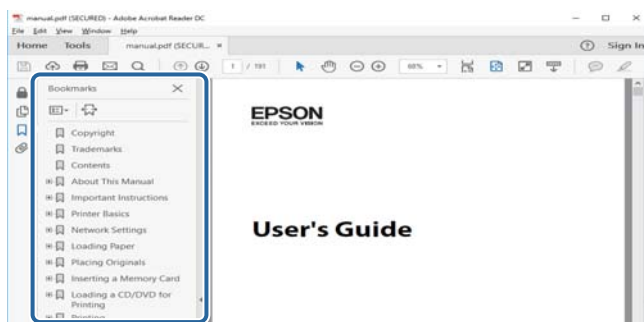 manual.pdf (SECURED) - Adobe Acrobat Reader DC
File Edit View Window Help
Home Tools manual.pdf (SECUR... × Sign In
1 / 191 68%
Bookmarks
Copyright
Trademarks
Contents
About This Manual
Important Instructions
Printer Basics
Network Settings
Loading Paper
Placing Originals
Inserting a Memory Card
Loading a CD/DVD for
Printing
Printing
EPSON
EXCEED YOUR VISION
User's Guide